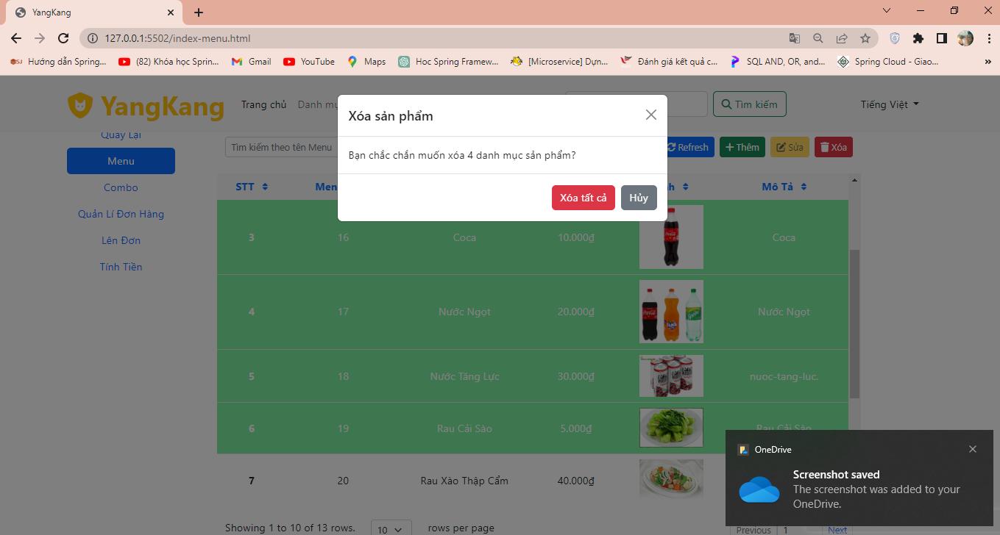 YangKang
127.0.0.1:5502/index-menu.html
Hướng dẫn Spring...
(82) Khóa học Sprin...
Gmail
YouTube
Maps
Hoc Spring Framew...
[Microservice] Dựn...
Đánh giá kết quả c...
SQL AND, OR, and...
Spring Cloud - Giao...
»
YangKang
Trang chủ
Danh mụ
Tìm kiếm
Tiếng Việt
Xóa sản phẩm
Bạn chắc chắn muốn xóa 4 danh mục sản phẩm?
Xóa tất cả
Hủy
Quay Lại
Menu
Combo
Quản Lí Đơn Hàng
Lên Đơn
Tính Tiền
Tìm kiếm theo tên Menu
Refresh
Thêm
Sửa
Xóa
STT Men nh Mô Tả
3 16 Coca 10.000₫ Coca
4 17 Nước Ngọt 20.000₫ Nước Ngọt
5 18 Nước Tăng Lực 30.000₫ nuoc-tang-luc.
6 19 Rau Cải Sào 5.000₫ Rau Cải Sào
7 20 Rau Xào Thập Cẩm 40.000₫
Showing 1 to 10 of 13 rows. 10 rows per page
Previous 1 Next
OneDrive
Screenshot saved
The screenshot was added to your
OneDrive.